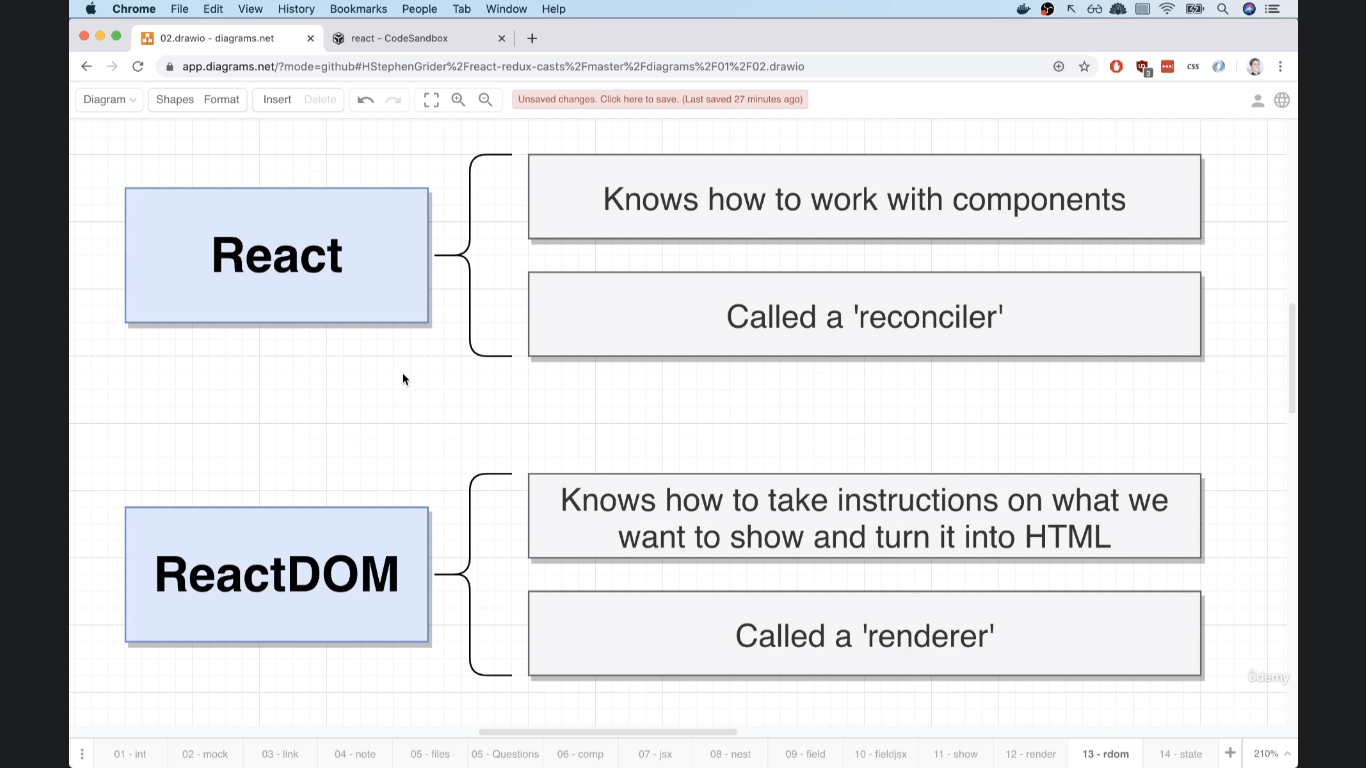 Chrome File Edit View History Bookmarks People Tab Window Help
02.drawio - diagrams.net react - CodeSandbox
app.diagrams.net/?mode=github#HStephenGrider%2Freact-redux-casts%2Fmaster%2Fdiagrams%2F01%2F02.drawio
3 css
Diagram Shapes Format Insert Delete Unsaved changes. Click here to save. (Last saved 27 minutes ago)
React
Knows how to work with components
Called a 'reconciler'
ReactDOM
Knows how to take instructions on what we
want to show and turn it into HTML
Called a 'renderer'
ûdemy
01 - int 02 - mock 03 - link 04 - note 05 - files 05 - Questions 06 - comp 07 - jsx 08 - nest 09 - field 10 - fieldjsx 11 - show 12 - render 13 - rdom 14 - state 210%